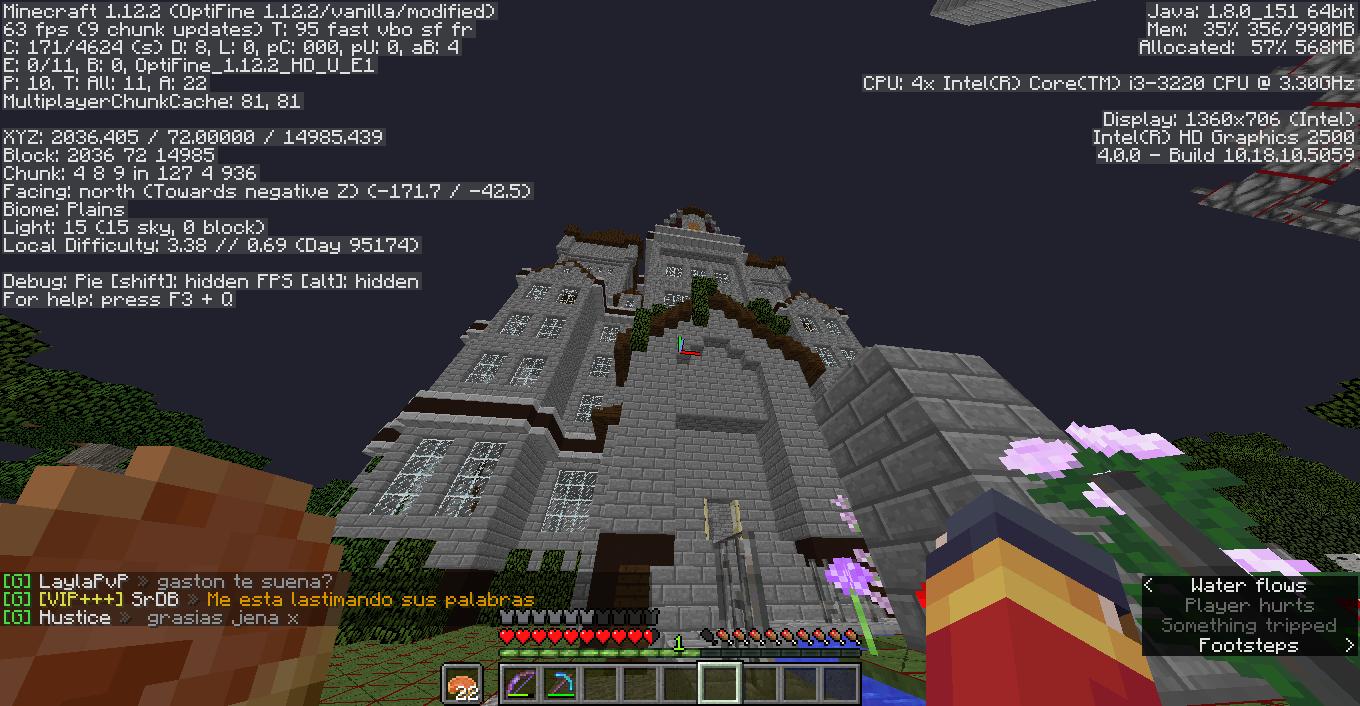 Minecraft 1.12.2 (OptiFine 1.12.2/vanilla/modified)
63 fps (9 chunk updates) T: 95 fast vbo sf fr
C: 171/4624 (s) D: 8, L: 0, pC: 000, pU: 0, aB: 4
E: 0/11, B: 0, OptiFine_1.12.2_HD_U_E1
P: 10. T: All: 11, A: 22
MultiplayerChunkCache: 81, 81
XYZ: 2036.405 / 72.00000 / 14985.439
Block: 2036 72 14985
Chunk: 4 8 9 in 127 4 936
Facing: north (Towards negative Z) (-171.7 / -42.5)
Biome: Plains
Light: 15 (15 sky, 0 block)
Local Difficulty: 3.38 // 0.69 (Day 95174)
Debug: Pie [shift]: hidden FPS [alt]: hidden
For help: press F3 + Q
Java: 1.8.0_151 64bit
Mem: 35% 356/990MB
Allocated: 57% 568MB
CPU: 4x Intel(R) Core(TM) i3-3220 CPU @ 3.30GHz
Display: 1360x706 (Intel)
Intel(R) HD Graphics 2500
4.0.0 - Build 10.18.10.5059
[G] LaylaPvP » gaston te suena?
[G] [VIP+++] SrDB » Me esta lastimando sus palabras
[G] Hustice » grasias jena x
< Water flows
Player hurts
Something tripped
Footsteps >
1
22